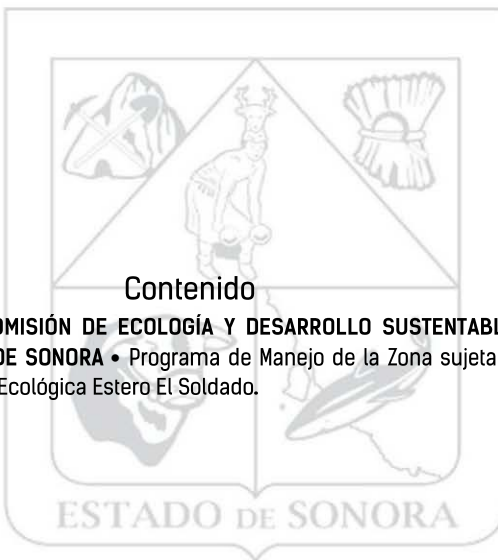 Contenido
OMISIÓN DE ECOLOGÍA Y DESARROLLO SUSTENTABL
DE SONORA • Programa de Manejo de la Zona sujeta
Ecológica Estero El Soldado.
ESTADO DE SONORA